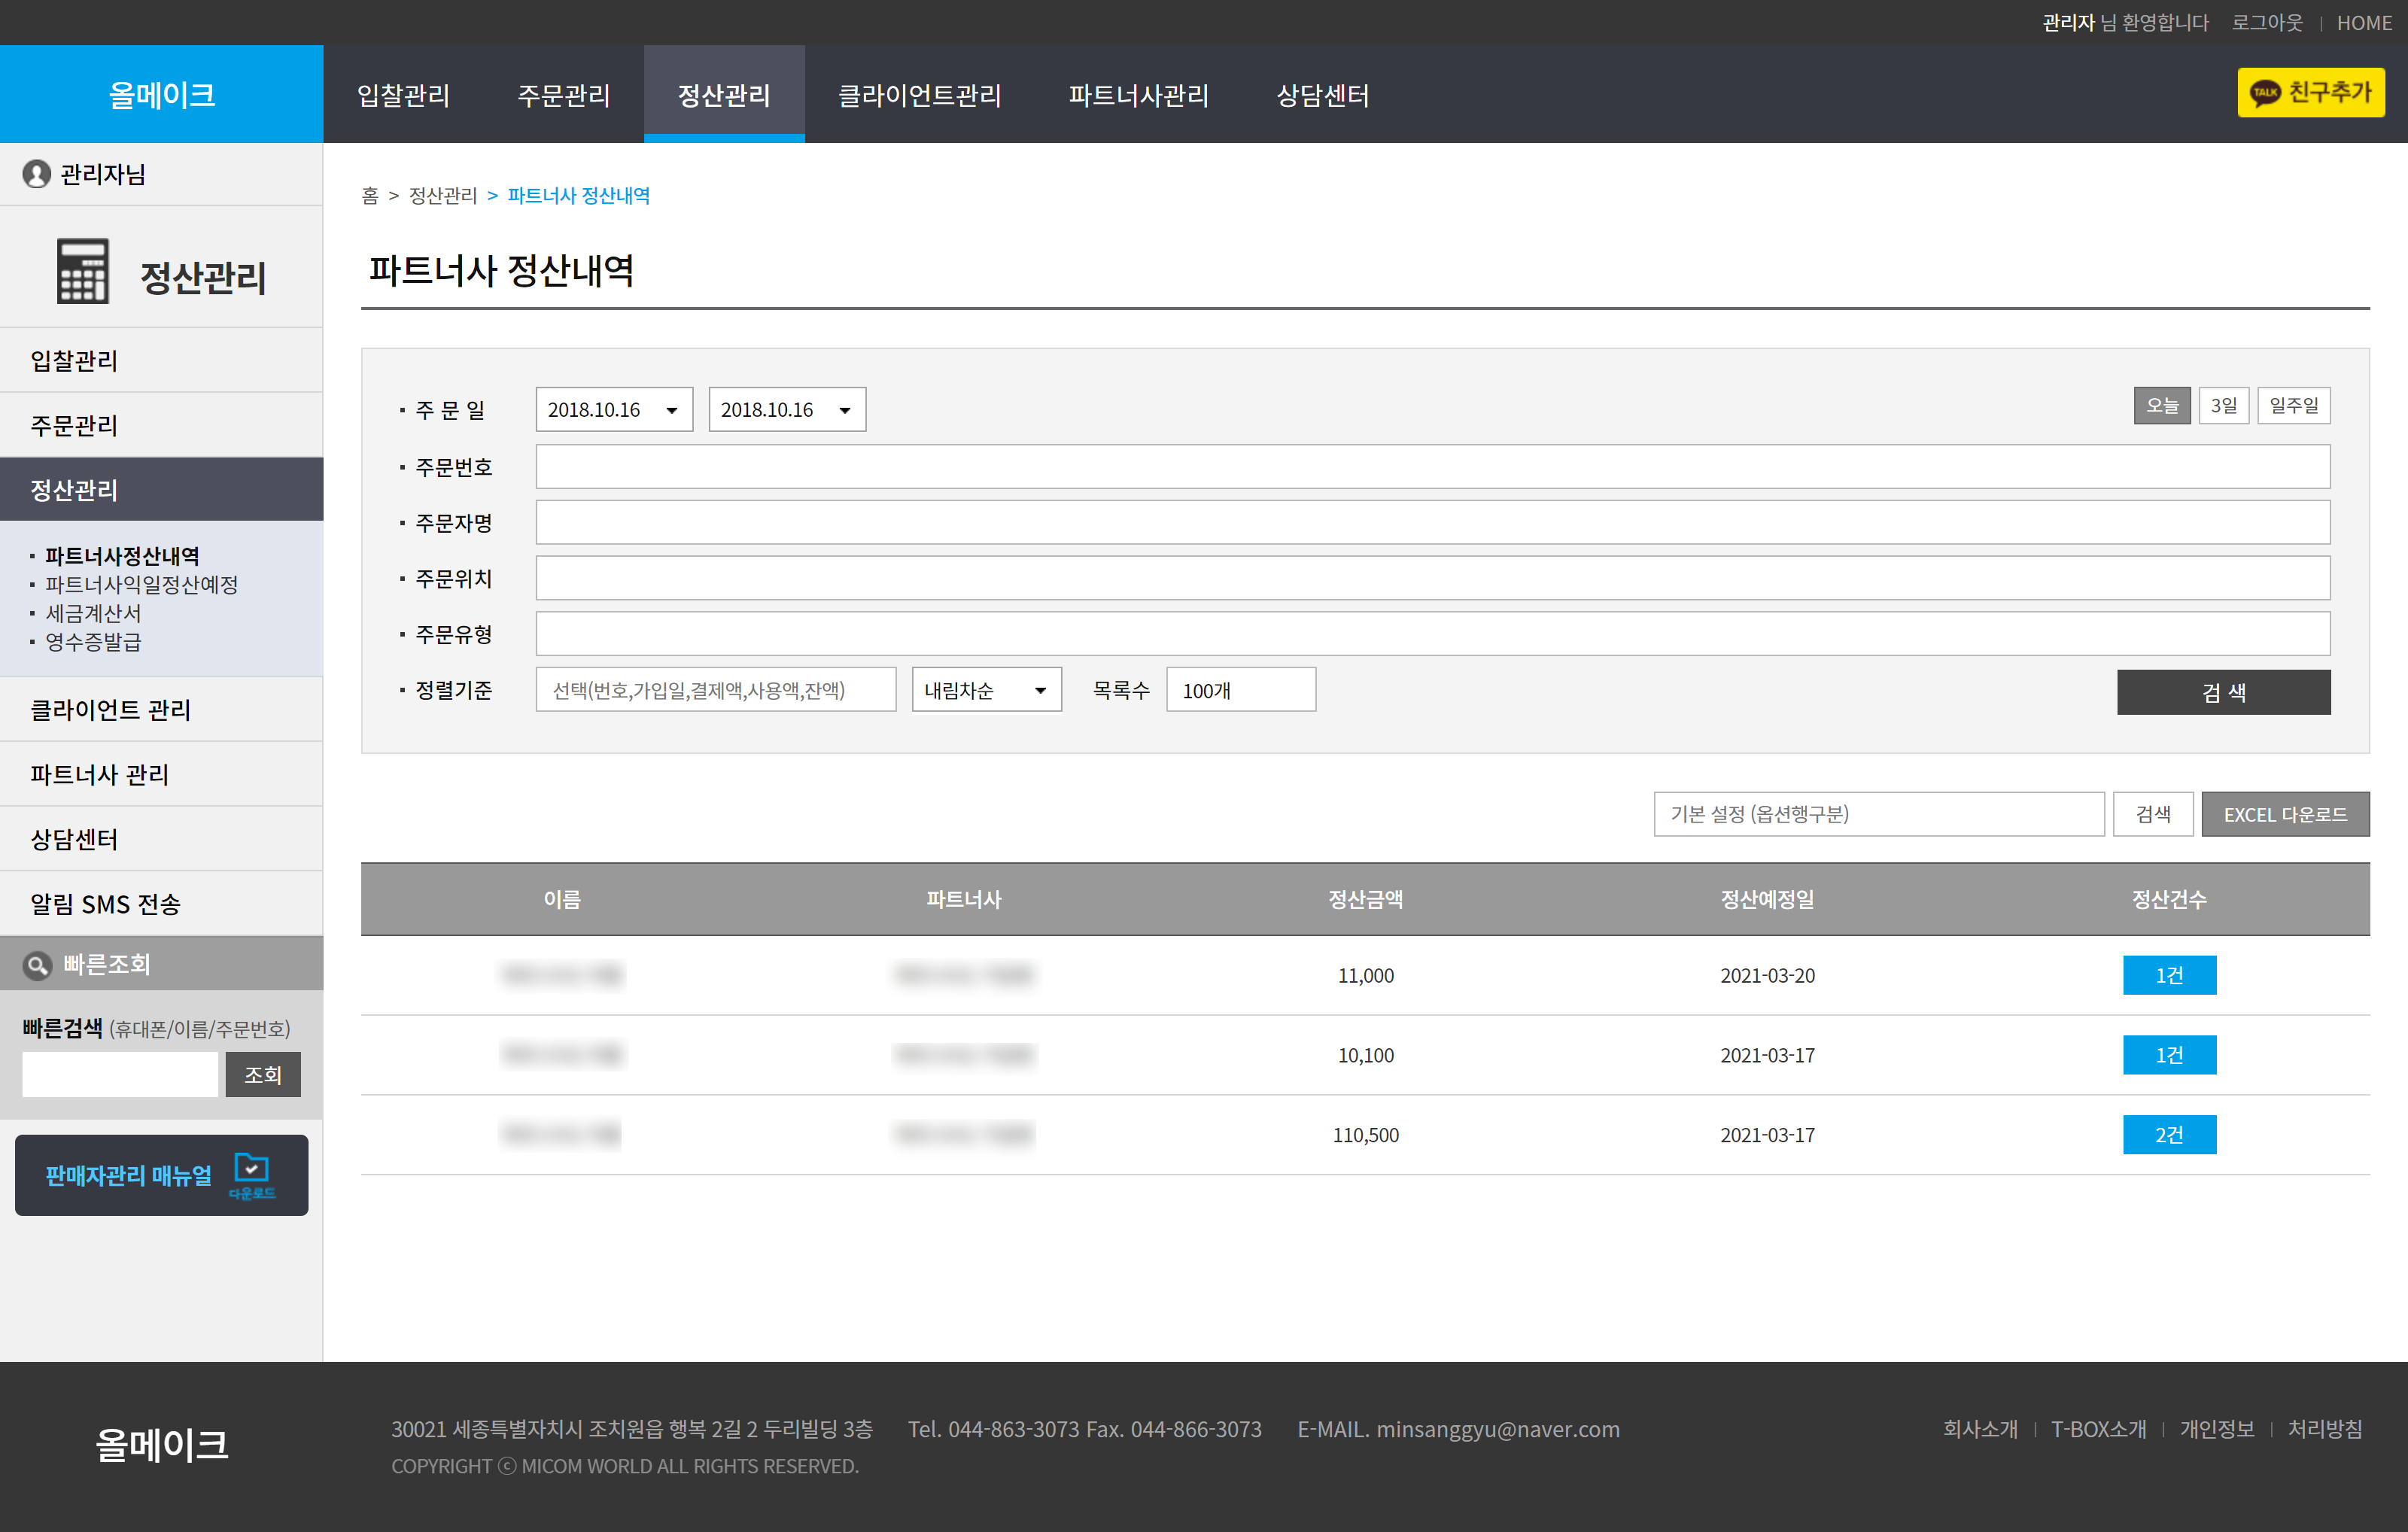 관리자 님 환영합니다 로그아웃 | HOME
올메이크 입찰관리 주문관리 정산관리 클라이언트관리 파트너사관리 상담센터 TALK 친구추가
관리자님
정산관리
입찰관리
주문관리
정산관리
파트너사정산내역
파트너사익일정산예정
세금계산서
영수증발급
클라이언트 관리
파트너사 관리
상담센터
알림 SMS 전송
빠른조회
빠른검색 (휴대폰/이름/주문번호)
조회
판매자관리 매뉴얼 다운로드
홈 > 정산관리 > 파트너사 정산내역
파트너사 정산내역
주 문 일 2018.10.16 2018.10.16 오늘 3일 일주일
주문번호
주문자명
주문위치
주문유형
정렬기준 선택(번호,가입일,결제액,사용액,잔액) 내림차순 목록수 100개 검 색
기본 설정 (옵션행구분) 검색 EXCEL 다운로드
이름 파트너사 정산금액 정산예정일 정산건수
11,000 2021-03-20 1건
10,100 2021-03-17 1건
110,500 2021-03-17 2건
올메이크
30021 세종특별자치시 조치원읍 행복 2길 2 두리빌딩 3층 Tel. 044-863-3073 Fax. 044-866-3073 E-MAIL. minsanggyu@naver.com
COPYRIGHT ⓒ MICOM WORLD ALL RIGHTS RESERVED.
회사소개 | T-BOX소개 | 개인정보 | 처리방침